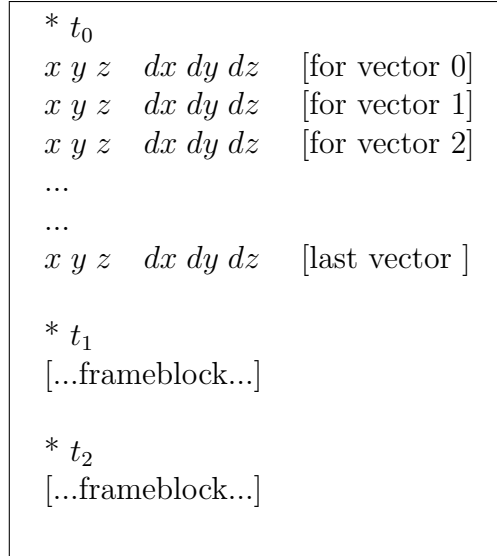 * t₀
x y z dx dy dz [for vector 0]
x y z dx dy dz [for vector 1]
x y z dx dy dz [for vector 2]
...
...
x y z dx dy dz [last vector ]
* t₁
[...frameblock...]
* t₂
[...frameblock...]